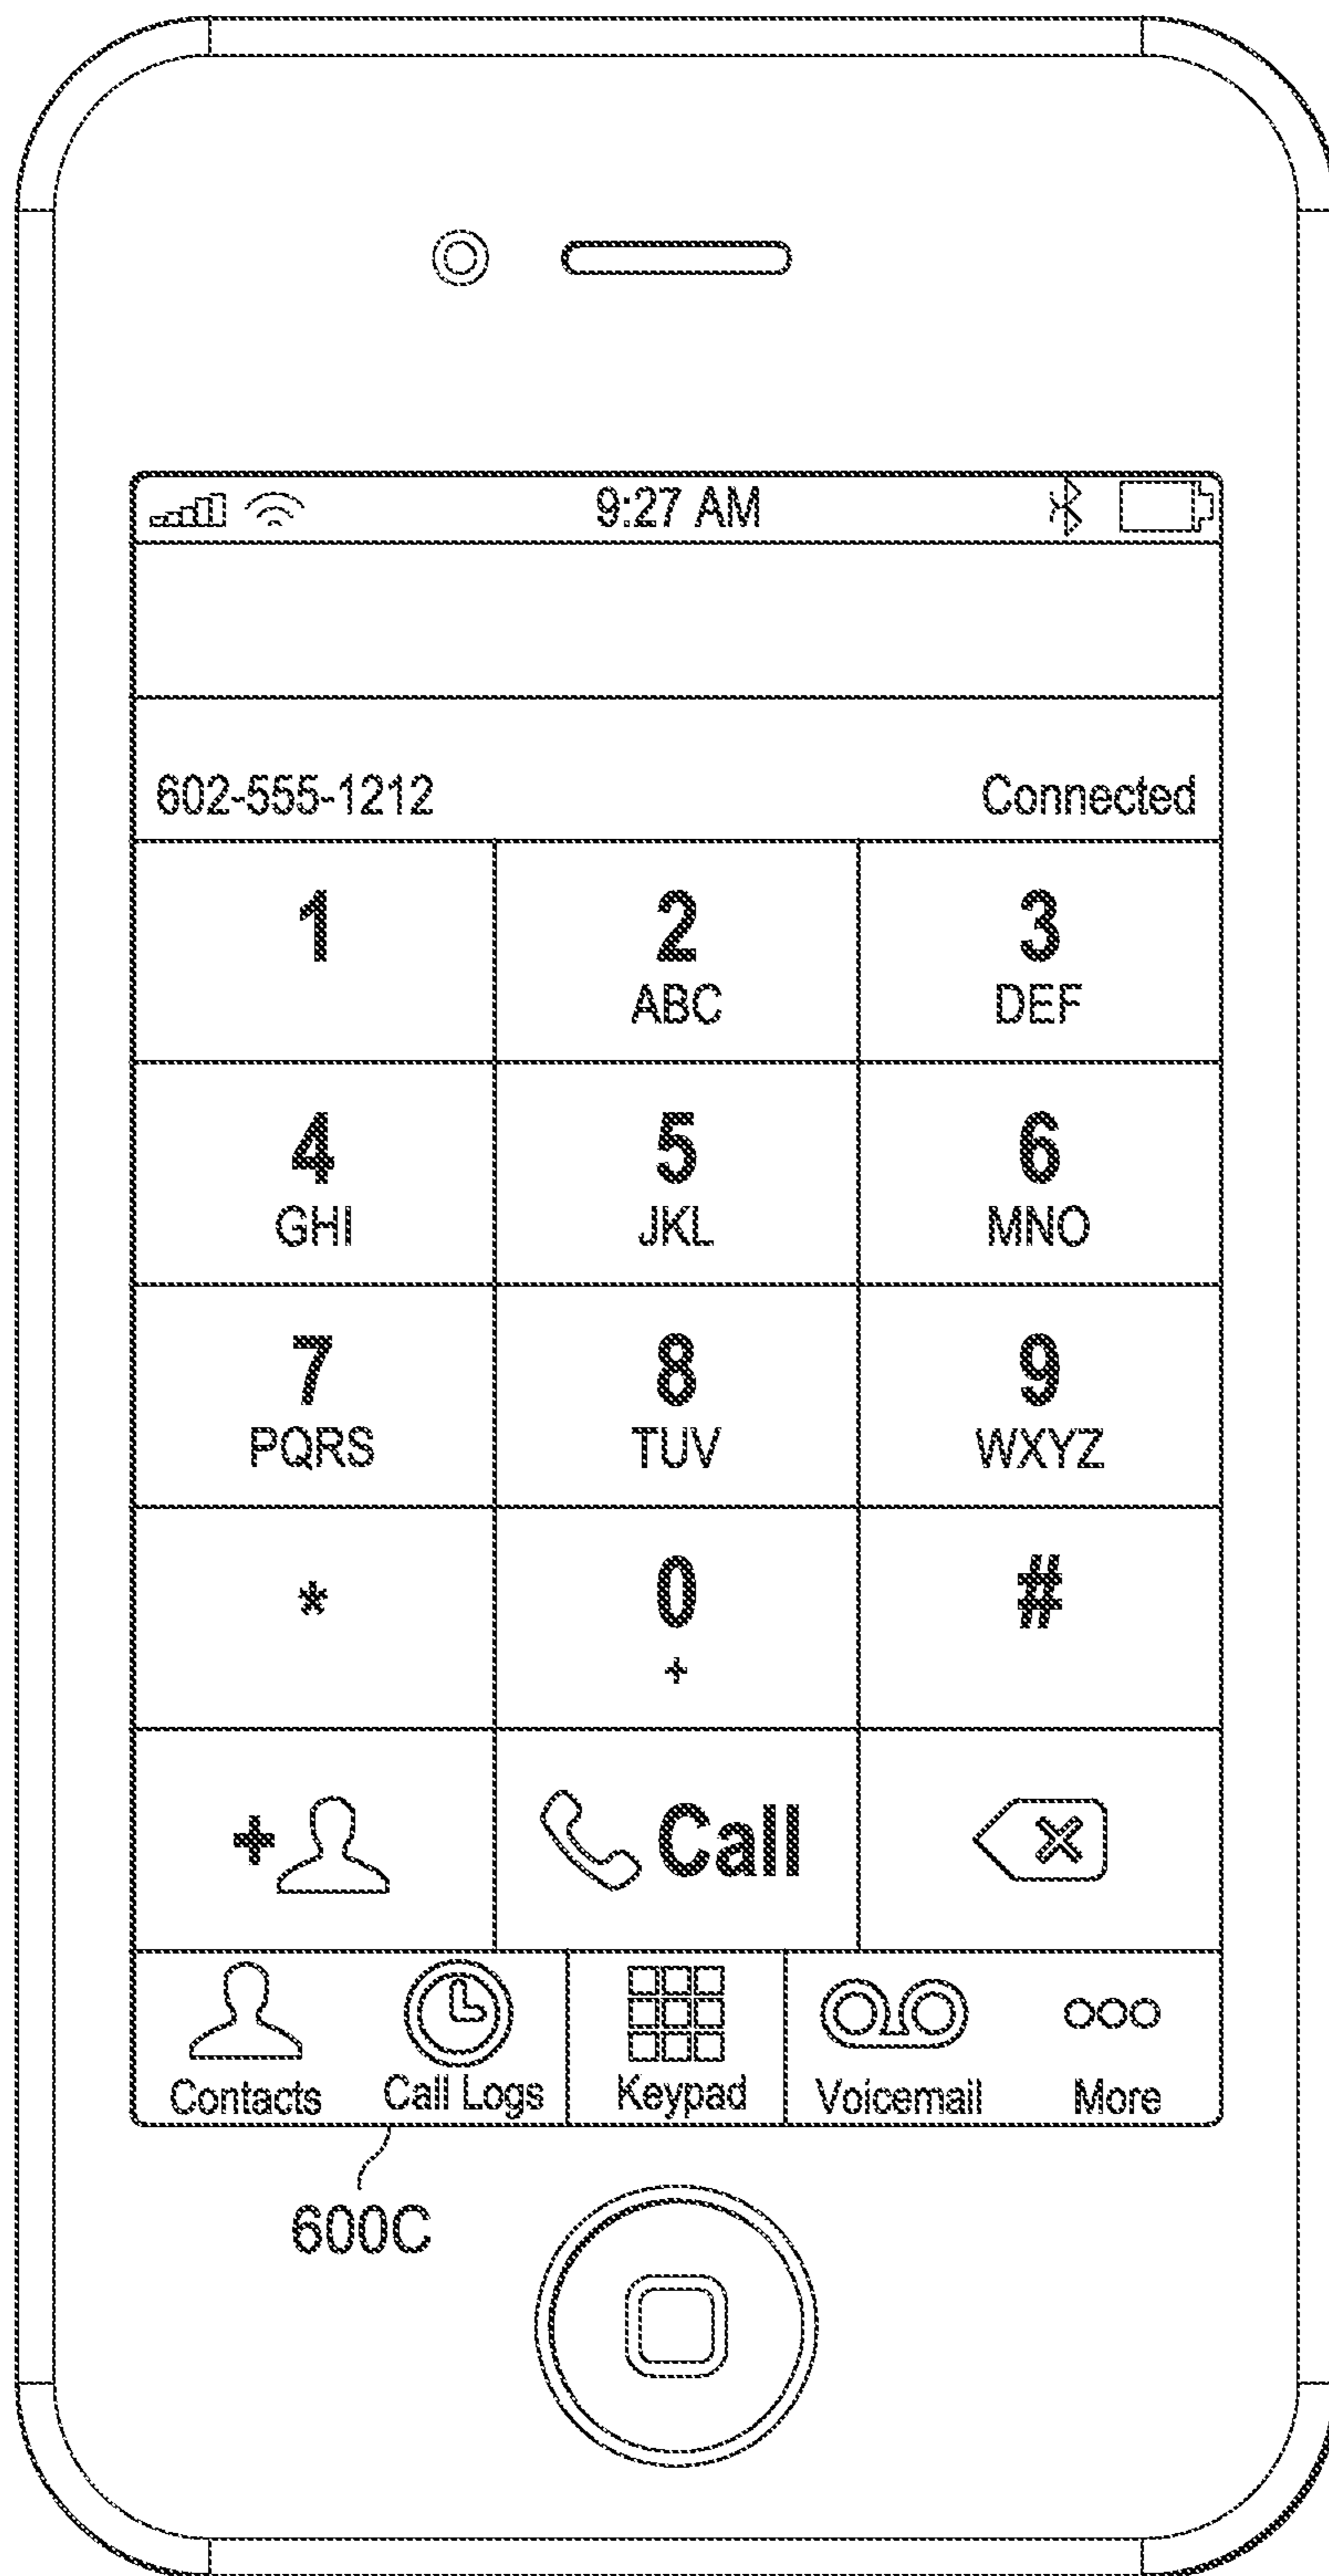 9:27 AM
602-555-1212 Connected
1 2 3
ABC DEF
4 5 6
GHI JKL MNO
7 8 9
PQRS TUV WXYZ
* 0 #
+
+ Call
Contacts Call Logs Keypad Voicemail More
600C